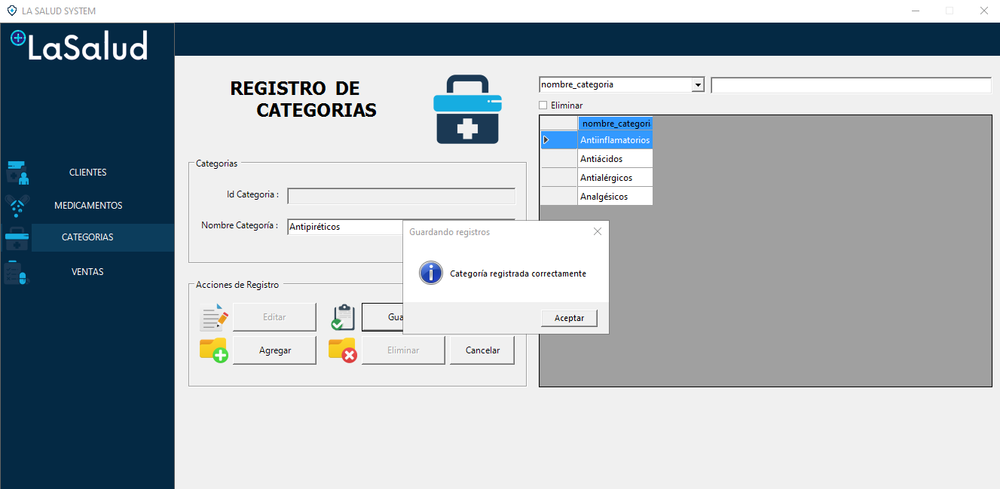 LA SALUD SYSTEM
LaSalud
CLIENTES
MEDICAMENTOS
CATEGORIAS
VENTAS
REGISTRO DE
CATEGORIAS
Categorias
Id Categoria :
Nombre Categoría :
Antipiréticos
Acciones de Registro
Editar
Gua
Agregar
Eliminar
Cancelar
nombre_categoria
Eliminar
nombre_categori
Antiinflamatorios
Antiácidos
Antialérgicos
Analgésicos
Guardando registros
Categoría registrada correctamente
Aceptar